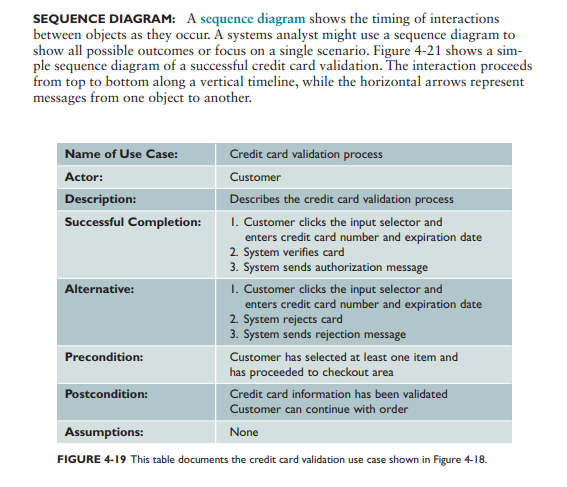 SEQUENCE DIAGRAM: A sequence diagram shows the timing of interactions
between objects as they occur. A systems analyst might use a sequence diagram to
show all possible outcomes or focus on a single scenario. Figure 4-21 shows a sim-
ple sequence diagram of a successful credit card validation. The interaction proceeds
from top to bottom along a vertical timeline, while the horizontal arrows represent
messages from one object to another.
Name of Use Case: Credit card validation process
Actor: Customer
Description: Describes the credit card validation process
Successful Completion: 1. Customer clicks the input selector and
enters credit card number and expiration date
2. System verifies card
3. System sends authorization message
Alternative: 1. Customer clicks the input selector and
enters credit card number and expiration date
2. System rejects card
3. System sends rejection message
Precondition: Customer has selected at least one item and
has proceeded to checkout area
Postcondition: Credit card information has been validated
Customer can continue with order
Assumptions: None
FIGURE 4-19 This table documents the credit card validation use case shown in Figure 4-18.